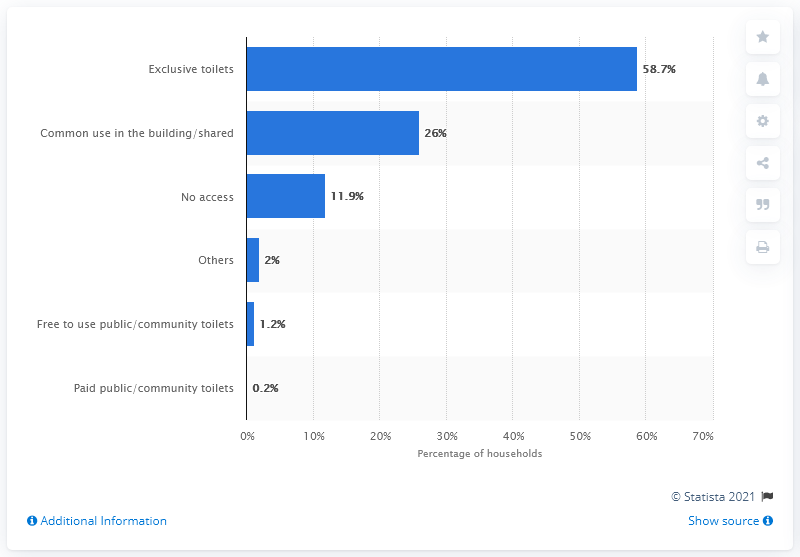 Exclusive toilets 58.7%
Common use in the building/shared 26%
No access 11.9%
Others 2%
Free to use public/community toilets 1.2%
Paid public/community toilets 0.2%
0% 10% 20% 30% 40% 50% 60% 70%
Percentage of households
© Statista 2021
Additional Information Show source